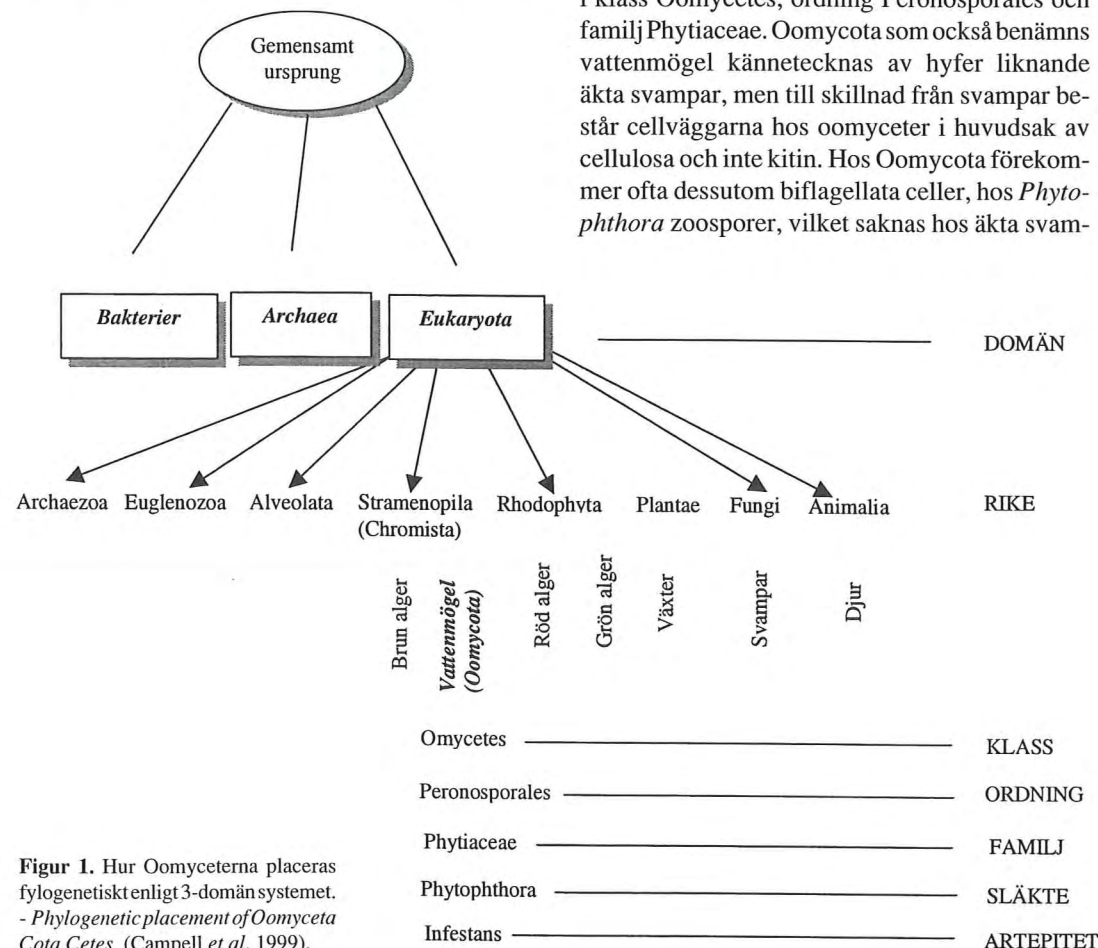 i klass Oomycetes, ordning Peronosporales och
familj Phytiaceae. Oomycota som också benämns
vattenmögel kännetecknas av hyfer liknande
äkta svampar, men till skillnad från svampar be-
står cellväggarna hos oomyceter i huvudsak av
cellulosa och inte kitin. Hos Oomycota förekom-
mer ofta dessutom biflagellata celler, hos Phyto-
phthora zoosporer, vilket saknas hos äkta svam-
Gemensamt
ursprung
Bakterier Archaea Eukaryota DOMÄN
Archaezoa Euglenozoa Alveolata Stramenopila Rhodophyta Plantae Fungi Animalia RIKE
(Chromista)
Brun alger
Vattenmögel
(Oomycota)
Röd alger
Grön alger
Växter
Svampar
Djur
Omycetes KLASS
Peronosporales ORDNING
Phytiaceae FAMILJ
Phytophthora SLÄKTE
Infestans ARTEPITET
Figur 1. Hur Oomyceterna placeras
fylogenetiskt enligt 3-domän systemet.
- Phylogenetic placement of Oomyceta
Cota Cetes. (Campell et al. 1999).